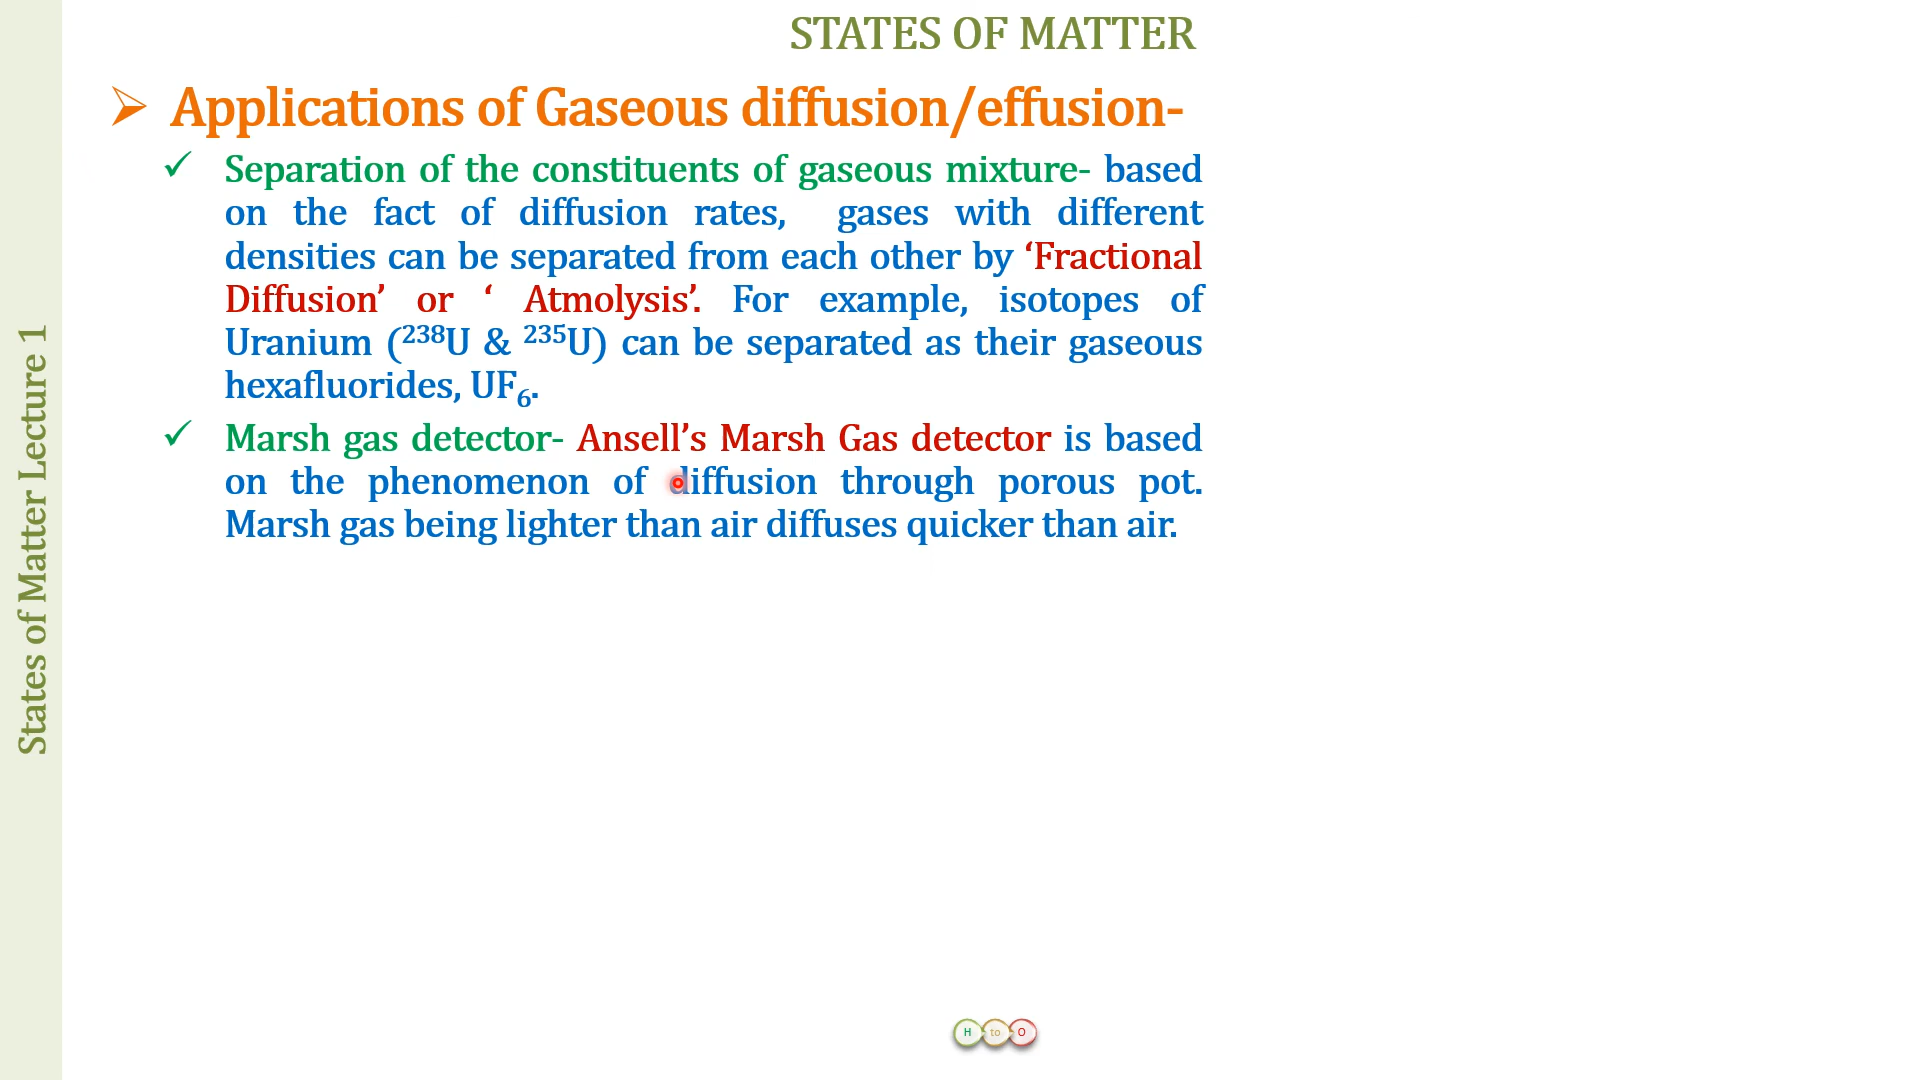 STATES OF MATTER
Applications of Gaseous diffusion/effusion-
Separation of the constituents of gaseous mixture- based
on the fact of diffusion rates, gases with different
densities can be separated from each other by ‘Fractional
Diffusion’ or ‘ Atmolysis’. For example, isotopes of
Uranium (²³⁸U & ²³⁵U) can be separated as their gaseous
hexafluorides, UF₆.
Marsh gas detector- Ansell’s Marsh Gas detector is based
on the phenomenon of diffusion through porous pot.
Marsh gas being lighter than air diffuses quicker than air.
States of Matter Lecture 1
H to O